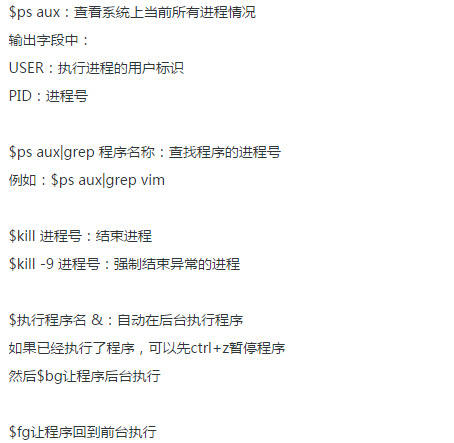 $ps aux：查看系统上当前所有进程情况
输出字段中：
USER：执行进程的用户标识
PID：进程号
$ps aux|grep 程序名称：查找程序的进程号
例如：$ps aux|grep vim
$kill 进程号：结束进程
$kill -9 进程号：强制结束异常的进程
$执行程序名 &：自动在后台执行程序
如果已经执行了程序，可以先ctrl+z暂停程序
然后$bg让程序后台执行
$fg让程序回到前台执行